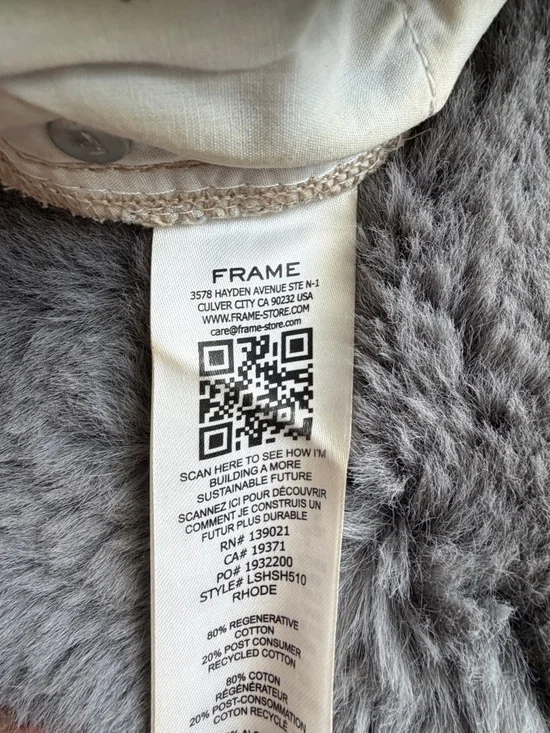 FRAME
3578 HAYDEN AVENUE STE N-1
CULVER CITY CA 90232 USA
WWW.FRAME-STORE.COM
care@frame-store.com
SCAN HERE TO SEE HOW I'M
BUILDING A MORE
SUSTAINABLE FUTURE
SCANNEZ ICI POUR DÉCOUVRIR
COMMENT JE CONSTRUIS UN
FUTUR PLUS DURABLE
RN# 139021
CA# 19371
PO# 1932200
STYLE# LSHSH510
RHODE
80% REGENERATIVE
COTTON
20% POST CONSUMER
RECYCLED COTTON
80% COTON
RÉGÉNÉRATEUR
20% POST-CONSOMMATION
COTON RECYCLÉ